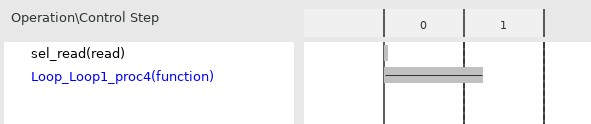 Operation\Control Step
0
1
sel_read(read)
Loop_Loop1_proc4(function)